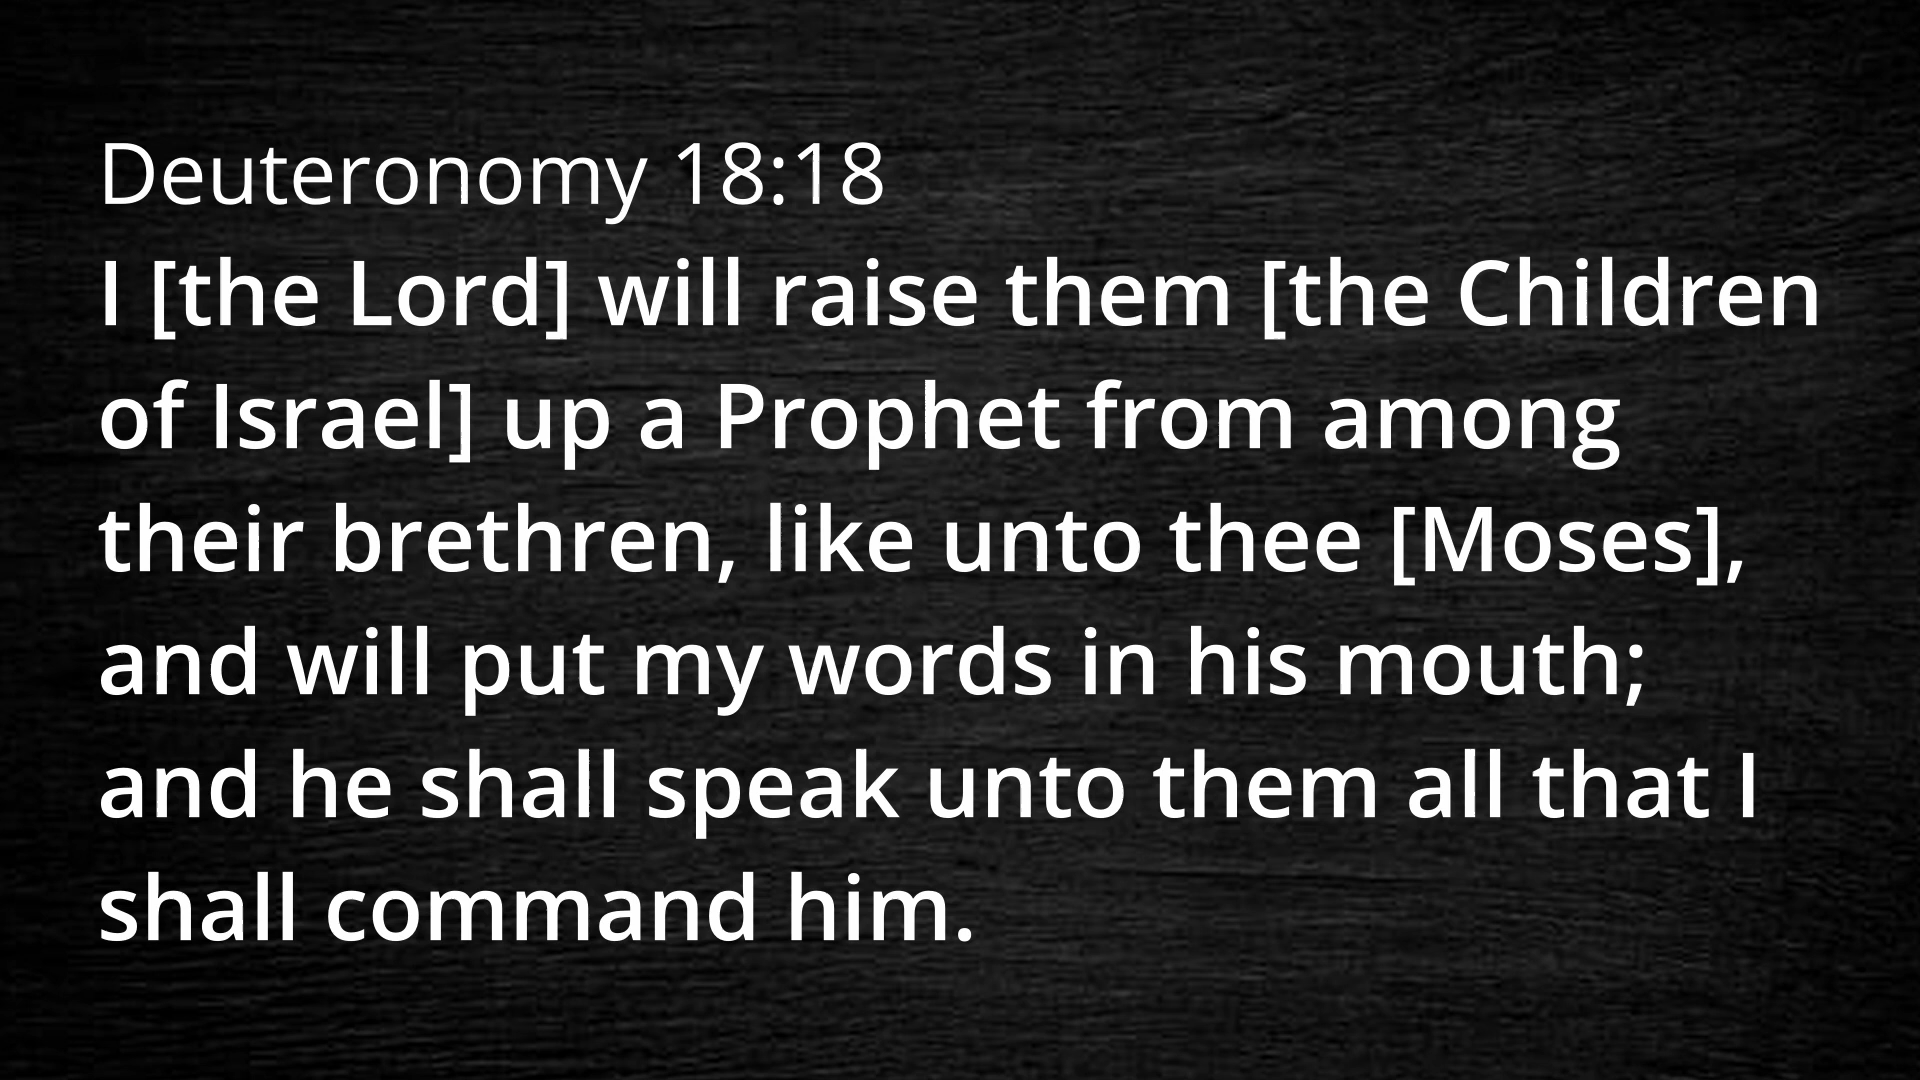 Deuteronomy 18:18
I [the Lord] will raise them [the Children
of Israel] up a Prophet from among
their brethren, like unto thee [Moses],
and will put my words in his mouth;
and he shall speak unto them all that I
shall command him.